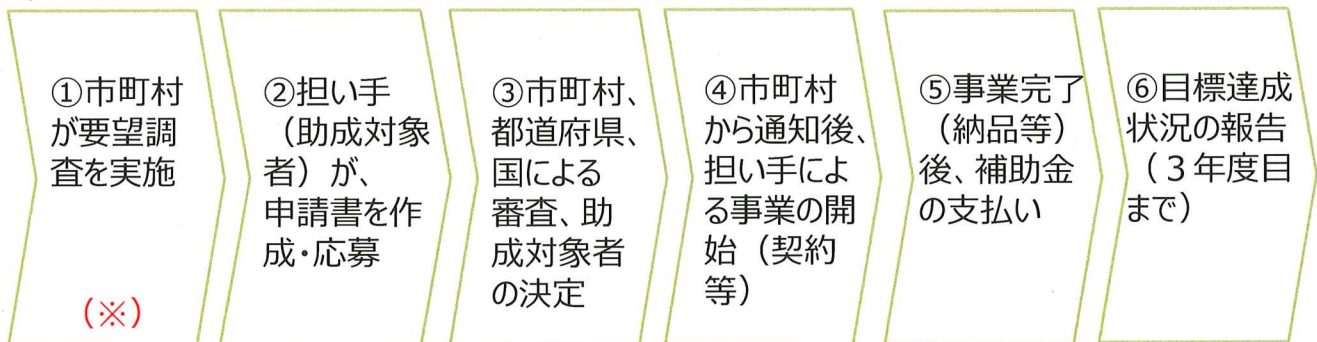 ①市町村
が要望調
査を実施
(※)
②担い手
（助成対象
者）が、
申請書を作
成・応募
③市町村、
都道府県、
国による
審査、助
成対象者
の決定
④市町村
から通知後、
担い手によ
る事業の開
始（契約
等）
⑤事業完了
（納品等）
後、補助金
の支払い
⑥目標達成
状況の報告
（３年度目
まで）